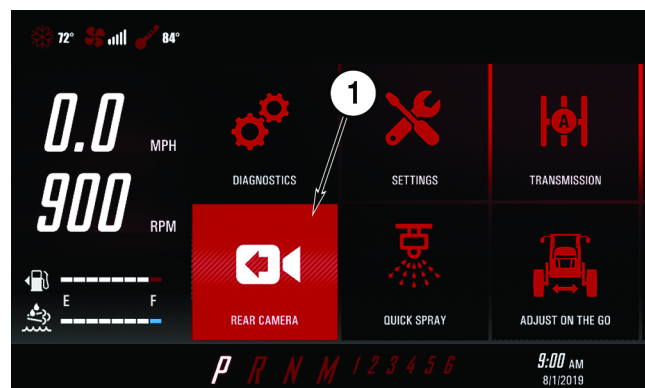 72° 84°
1
0.0 MPH
900 RPM
DIAGNOSTICS SETTINGS TRANSMISSION
A
E F
REAR CAMERA QUICK SPRAY ADJUST ON THE GO
P R N M 1 2 3 4 5 6
9:00 AM
8/1/2019